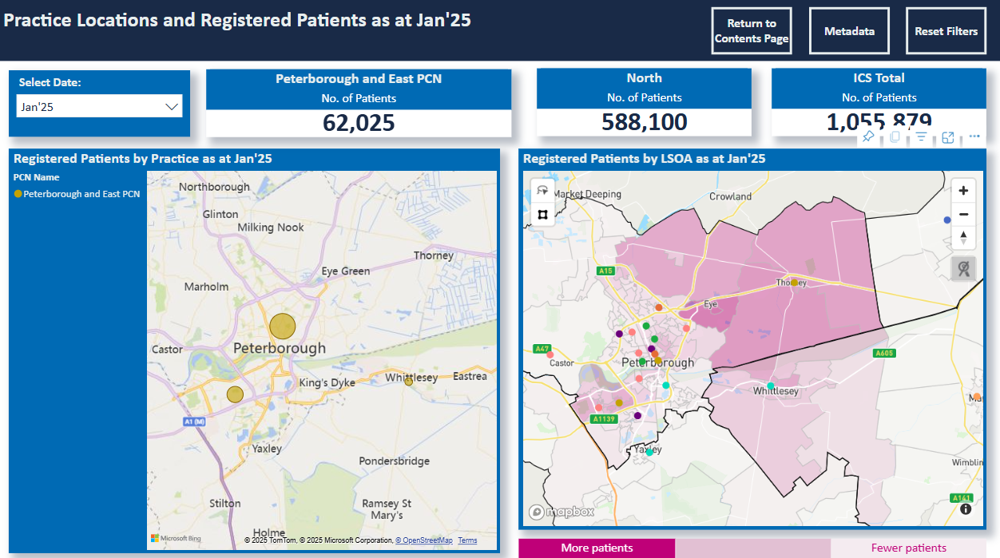 Practice Locations and Registered Patients as at Jan'25
Return to
Contents Page
Metadata
Reset Filters
Select Date:
Jan'25
Peterborough and East PCN
No. of Patients
62,025
North
No. of Patients
588,100
ICS Total
No. of Patients
1,055,879
Registered Patients by Practice as at Jan'25
PCN Name
Peterborough and East PCN
Northborough
Glinton
Milking Nook
Thorney
Eye Green
Marholm
Peterborough
Castor
King's Dyke
Whittlesey
Eastrea
A1 (M)
Yaxley
Pondersbridge
Stilton
Ramsey St
Mary's
Holme
Microsoft Bing
© 2025 TomTom, © 2025 Microsoft Corporation, © OpenStreetMap Terms
Registered Patients by LSOA as at Jan'25
Market Deeping
Crowland
A15
Thorney
Eye
A47
Castor
Peterborough
A605
Whittlesey
A1139
Yaxley
Wimblin
A141
mapbox
More patients
Fewer patients